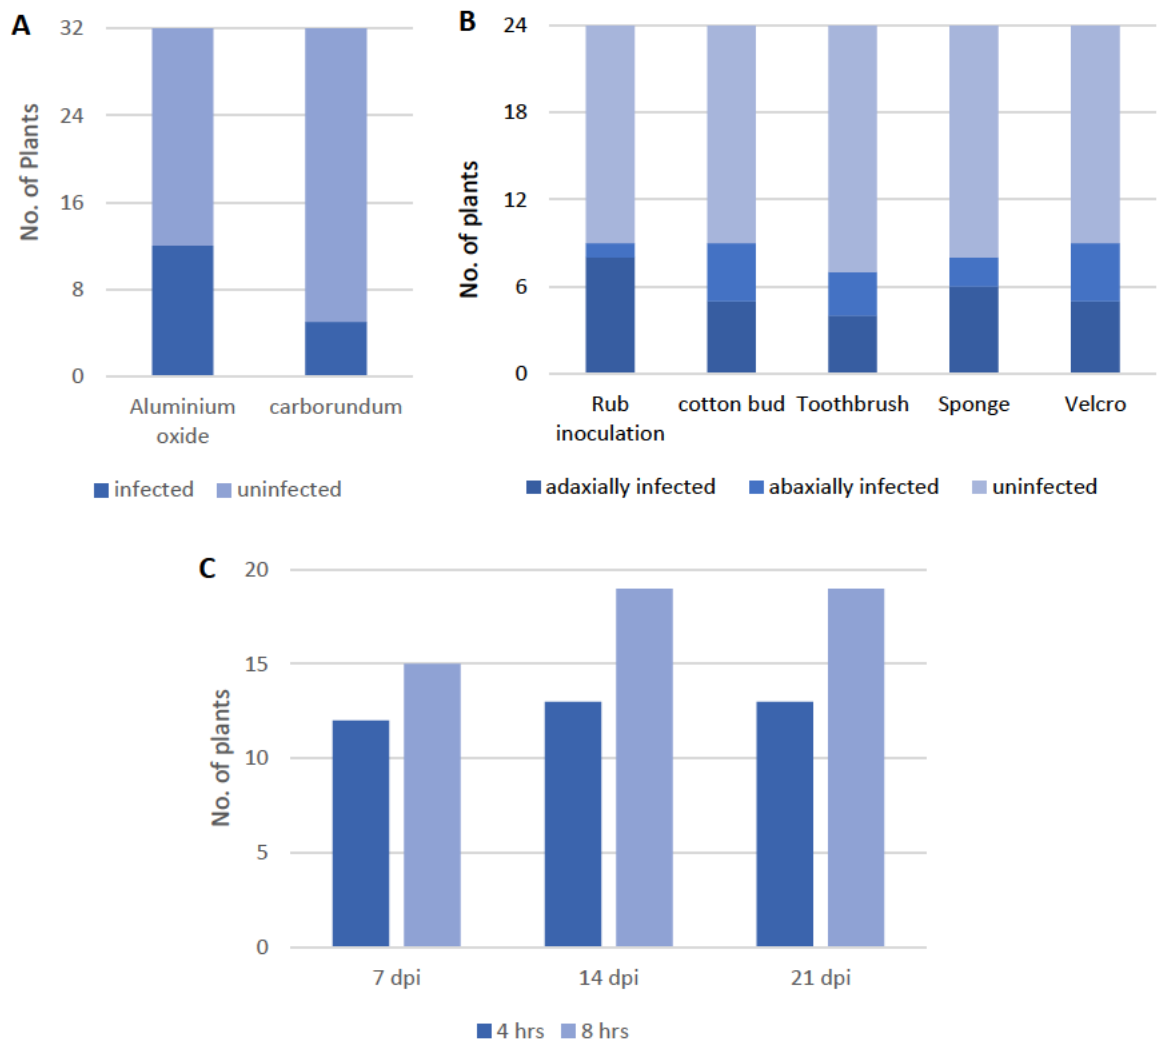 A
32
24
16
8
0
No. of Plants
Aluminium
oxide
carborundum
infected
uninfected
B
24
18
12
6
0
No. of plants
Rub
inoculation
cotton bud
Toothbrush
Sponge
Velcro
adaxially infected
abaxially infected
uninfected
C
20
15
10
5
0
No. of plants
7 dpi
14 dpi
21 dpi
4 hrs
8 hrs